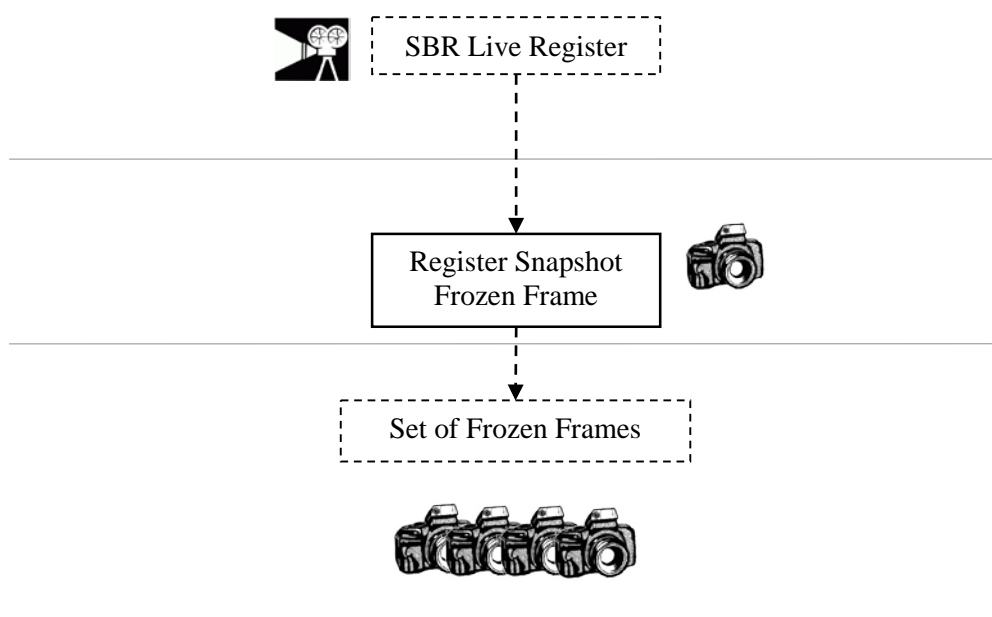 SBR Live Register
Register Snapshot
Frozen Frame
Set of Frozen Frames